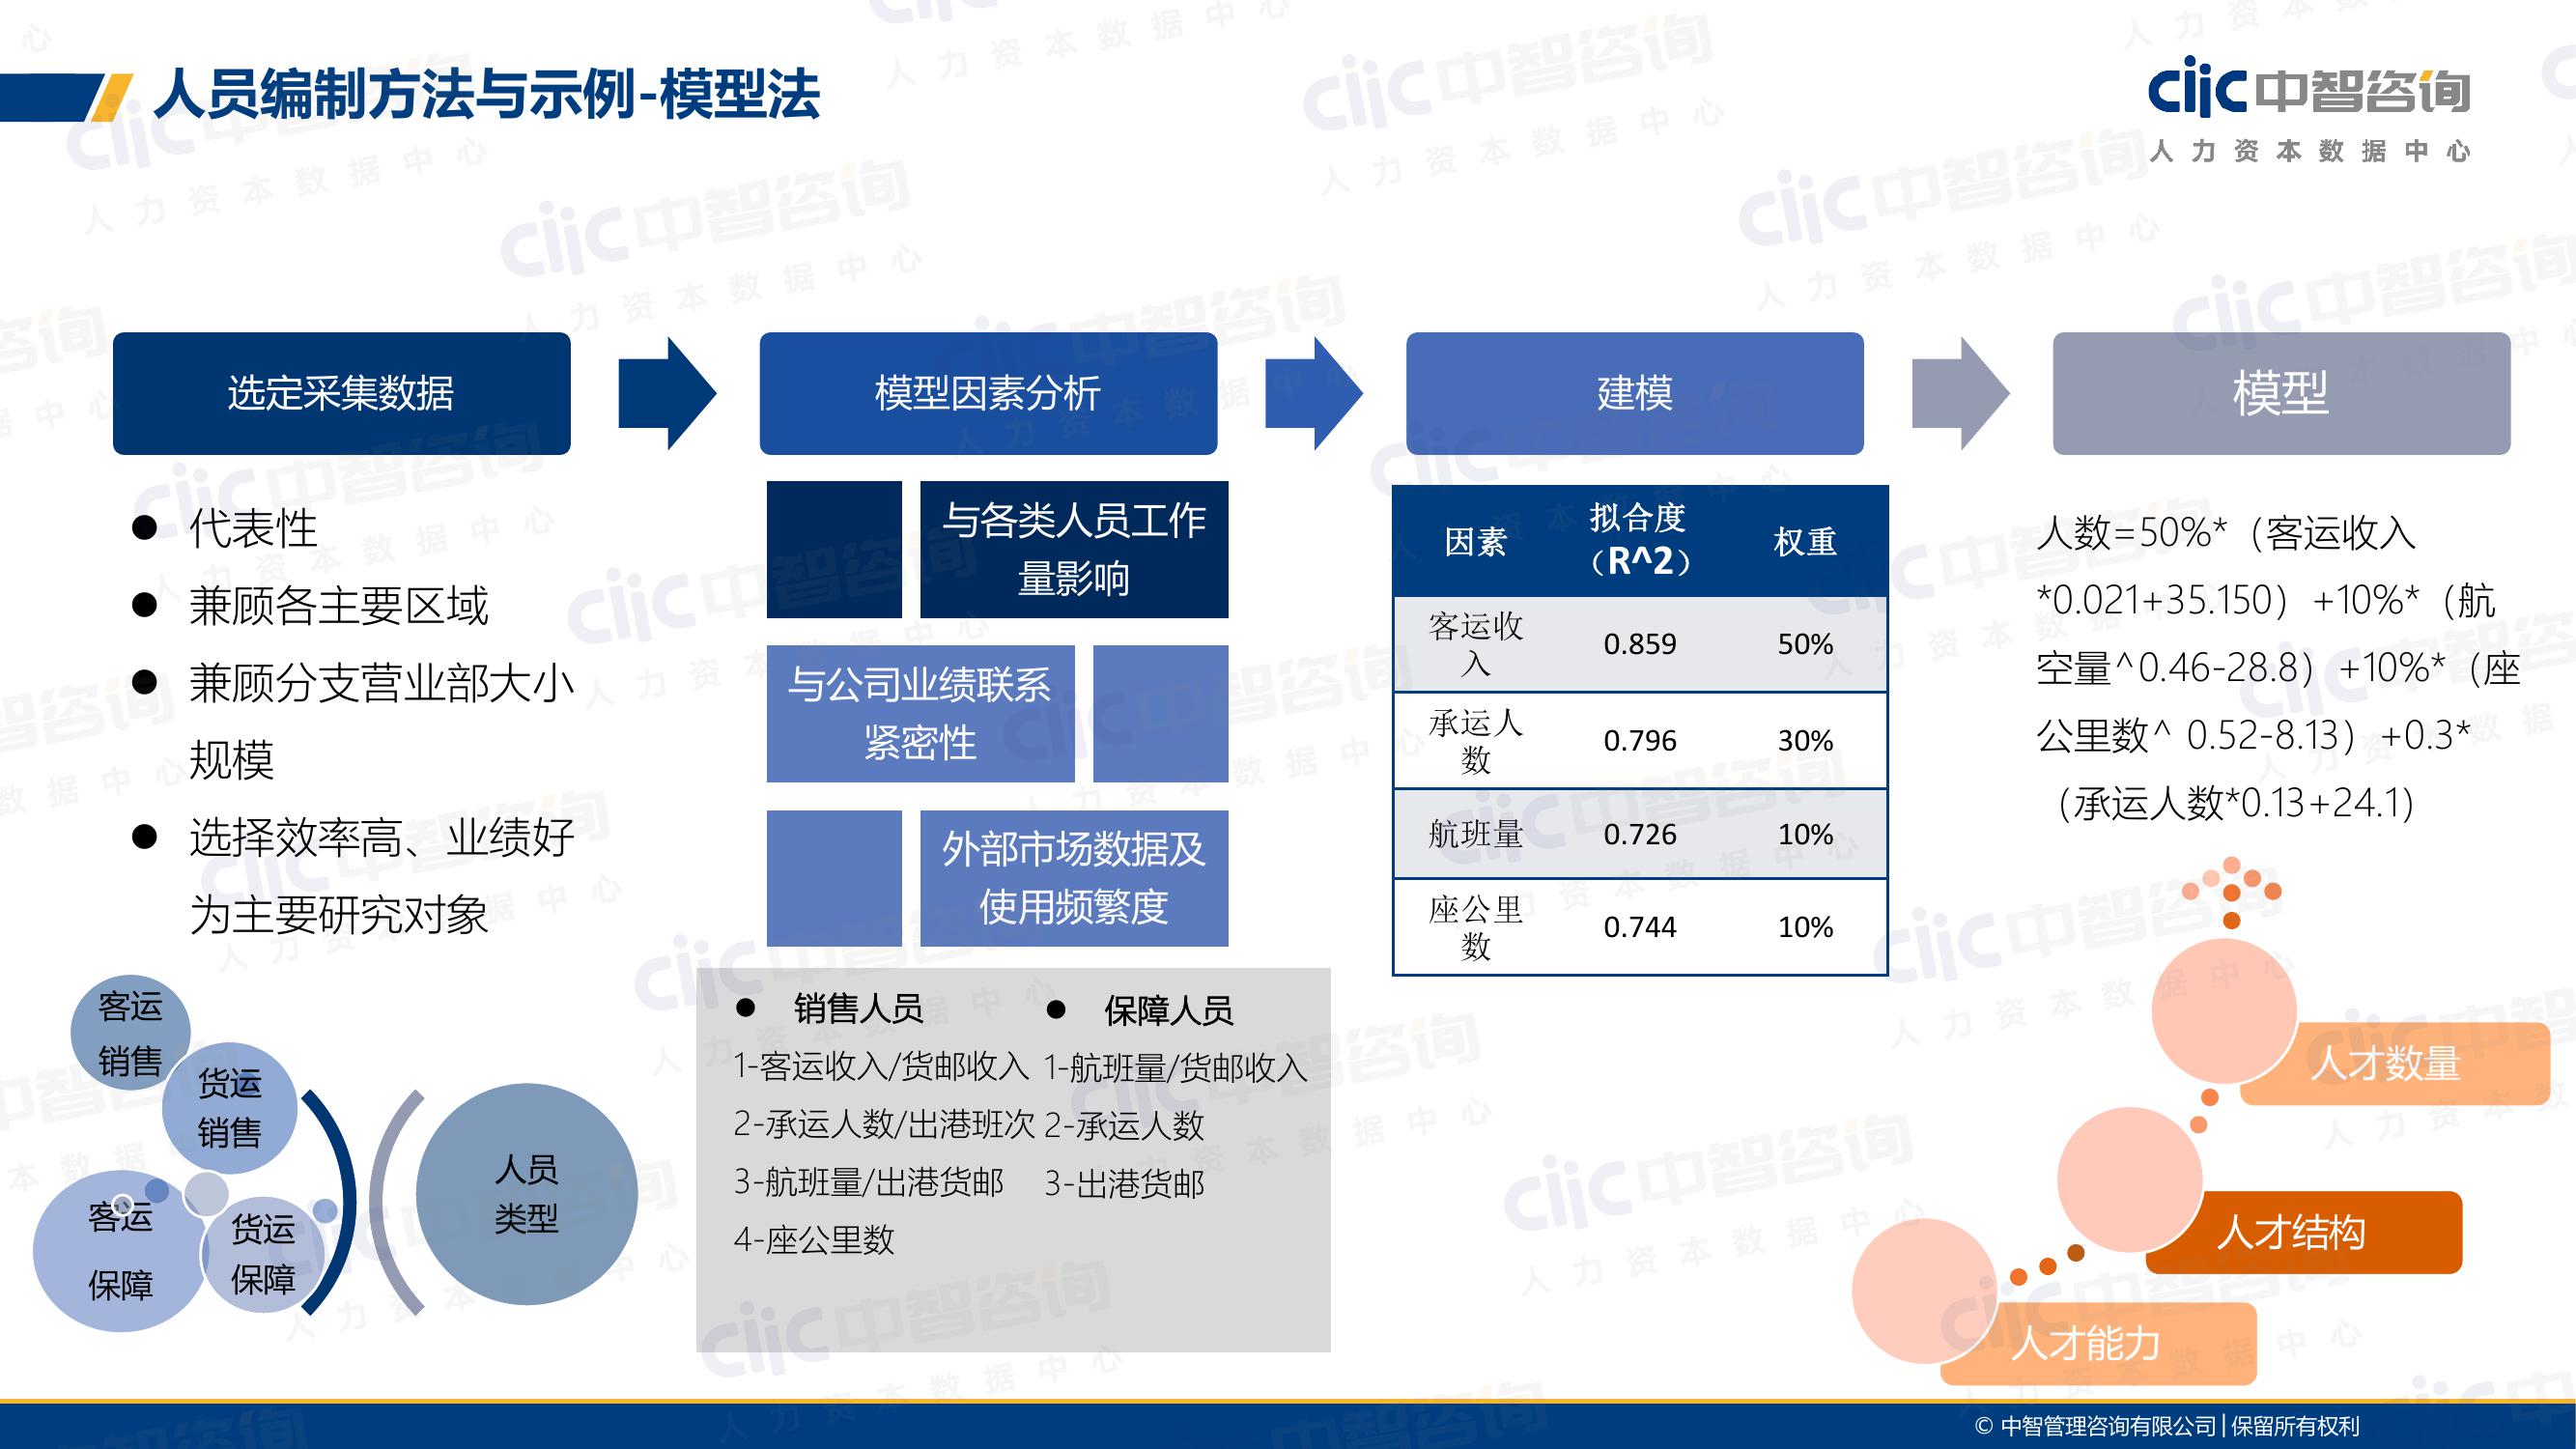 人员编制方法与示例-模型法
ciic中智咨询
人力资本数据中心
选定采集数据
模型因素分析
建模
模型
代表性
兼顾各主要区域
兼顾分支营业部大小
规模
选择效率高、业绩好
为主要研究对象
与各类人员工作
量影响
与公司业绩联系
紧密性
外部市场数据及
使用频繁度
因素 拟合度（R^2） 权重
客运收入 0.859 50%
承运人数 0.796 30%
航班量 0.726 10%
座公里数 0.744 10%
人数=50%*（客运收入
*0.021+35.150）+10%*（航
空量^0.46-28.8）+10%*（座
公里数^ 0.52-8.13）+0.3*
（承运人数*0.13+24.1）
客运
销售
货运
销售
客运
保障
货运
保障
人员
类型
销售人员
1-客运收入/货邮收入
2-承运人数/出港班次
3-航班量/出港货邮
4-座公里数
保障人员
1-航班量/货邮收入
2-承运人数
3-出港货邮
人才数量
人才结构
人才能力
© 中智管理咨询有限公司|保留所有权利